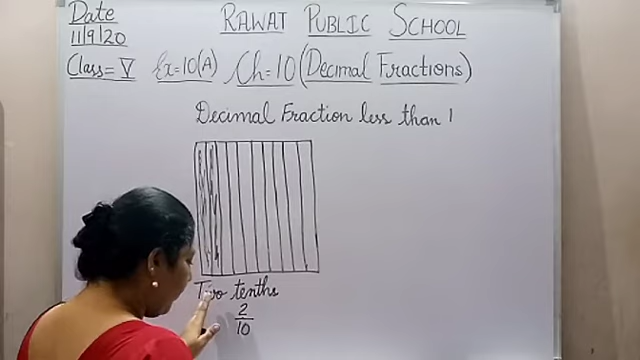 Date
11/9/20
RAWAT PUBLIC SCHOOL
Class = V Ex = 10(A) Ch = 10 (Decimal Fractions)
Decimal Fraction less than 1
Two tenths
2
10